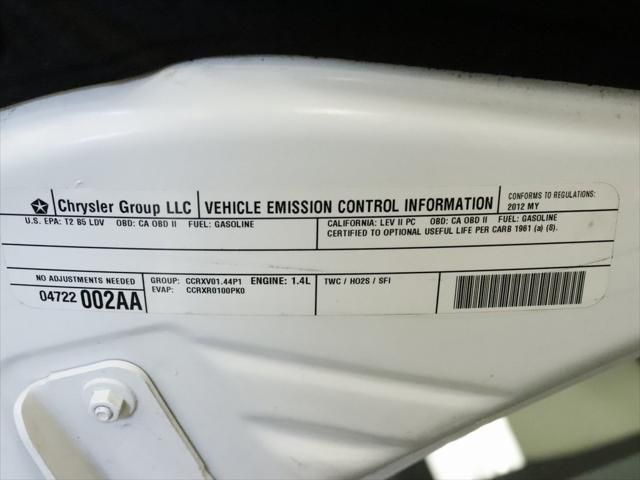 Chrysler Group LLC VEHICLE EMISSION CONTROL INFORMATION CONFORMS TO REGULATIONS:
2012 MY
U.S. EPA: T2 B5 LDV OBD: CA OBD II FUEL: GASOLINE CALIFORNIA: LEV II PC OBD: CA OBD II FUEL: GASOLINE
CERTIFIED TO OPTIONAL USEFUL LIFE PER CARB 1961 (a) (8).
NO ADJUSTMENTS NEEDED GROUP: CCRXV01.44P1 ENGINE: 1.4L TWC / HO2S / SFI
04722 002AA EVAP: CCRXR0100PK0